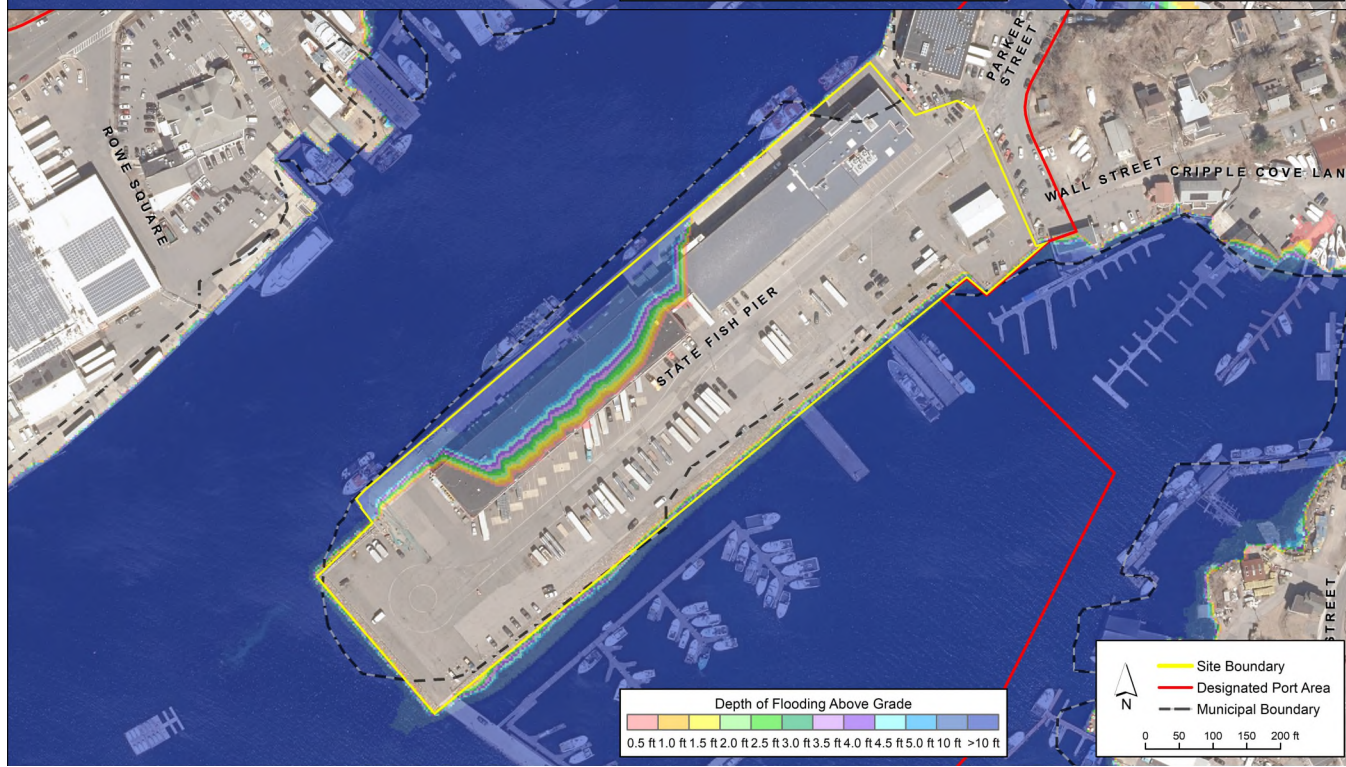 PARKER
STREET
ROWE SQUARE
WALL STREET
CRIPPLE COVE LAN
STATE FISH PIER
STREET
Depth of Flooding Above Grade
0.5 ft 1.0 ft 1.5 ft 2.0 ft 2.5 ft 3.0 ft 3.5 ft 4.0 ft 4.5 ft 5.0 ft 10 ft >10 ft
N
Site Boundary
Designated Port Area
Municipal Boundary
0 50 100 150 200 ft